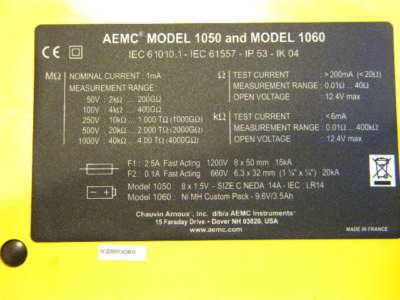 AEMC® MODEL 1050 and MODEL 1060
IEC 61010.1 - IEC 61557 - IP 53 - IK 04
CE
MΩ NOMINAL CURRENT : 1mA
MEASUREMENT RANGE :
50V : 2kΩ ... 200GΩ
100V : 4kΩ ... 400GΩ
250V : 10kΩ ... 1.00 TΩ (1000GΩ)
500V : 20kΩ ... 2.00 TΩ (2000GΩ)
1000V : 40kΩ ... 4.00 TΩ (4000GΩ)
Ω TEST CURRENT : >200mA (<20Ω)
MEASUREMENT RANGE : 0.01Ω ... 40Ω
OPEN VOLTAGE : 12.4V max
kΩ TEST CURRENT : <6mA
MEASUREMENT RANGE : 0.01Ω ... 400kΩ
OPEN VOLTAGE : 12.4V max
F1 : 2.5A Fast Acting 1200V 8 x 50 mm 15kA
F2 : 0.1A Fast Acting 660V 6.3 x 32 mm (1 ¼" x ¼") 20kA
Model 1050 : 8 x 1.5V - SIZE C NEDA 14A - IEC : LR14
Model 1060 : Ni MH Custom Pack - 9.6V/3.5Ah
Chauvin Arnoux®, Inc. d/b/a AEMC® Instruments
15 Faraday Drive • Dover NH 03820, USA
www.aemc.com
MADE IN FRANCE